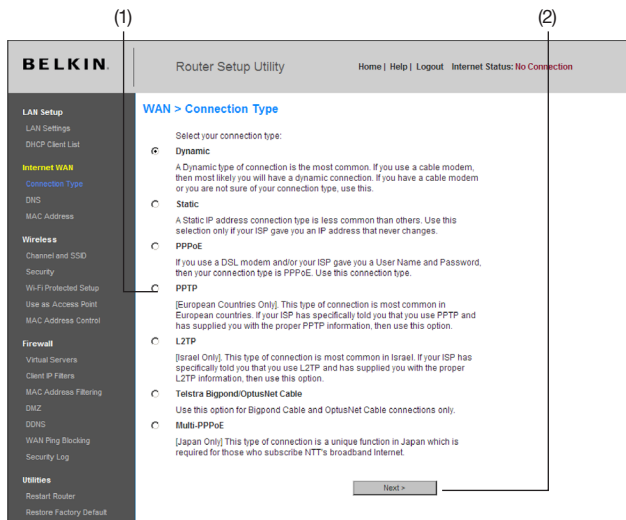 (1)
(2)
BELKIN.
Router Setup Utility
Home | Help | Logout Internet Status: No Connection
LAN Setup
LAN Settings
DHCP Client List
Internet WAN
Connection Type
DNS
MAC Address
Wireless
Channel and SSID
Security
Wi-Fi Protected Setup
Use as Access Point
MAC Address Control
Firewall
Virtual Servers
Client IP Filters
MAC Address Filtering
DMZ
DDNS
WAN Ping Blocking
Security Log
Utilities
Restart Router
Restore Factory Default
WAN > Connection Type
Select your connection type:
Dynamic
A Dynamic type of connection is the most common. If you use a cable modem,
then most likely you will have a dynamic connection. If you have a cable modem
or you are not sure of your connection type, use this.
Static
A Static IP address connection type is less common than others. Use this
selection only if your ISP gave you an IP address that never changes.
PPPoE
If you use a DSL modem and/or your ISP gave you a User Name and Password,
then your connection type is PPPoE. Use this connection type.
PPTP
[European Countries Only]. This type of connection is most common in
European countries. If your ISP has specifically told you that you use PPTP and
has supplied you with the proper PPTP information, then use this option.
L2TP
[Israel Only]. This type of connection is most common in Israel. If your ISP has
specifically told you that you use L2TP and has supplied you with the proper
L2TP information, then use this option.
Telstra Bigpond/OptusNet Cable
Use this option for Bigpond Cable and OptusNet Cable connections only.
Multi-PPPoE
[Japan Only] This type of connection is a unique function in Japan which is
required for those who subscribe NTT's broadband Internet.
Next >